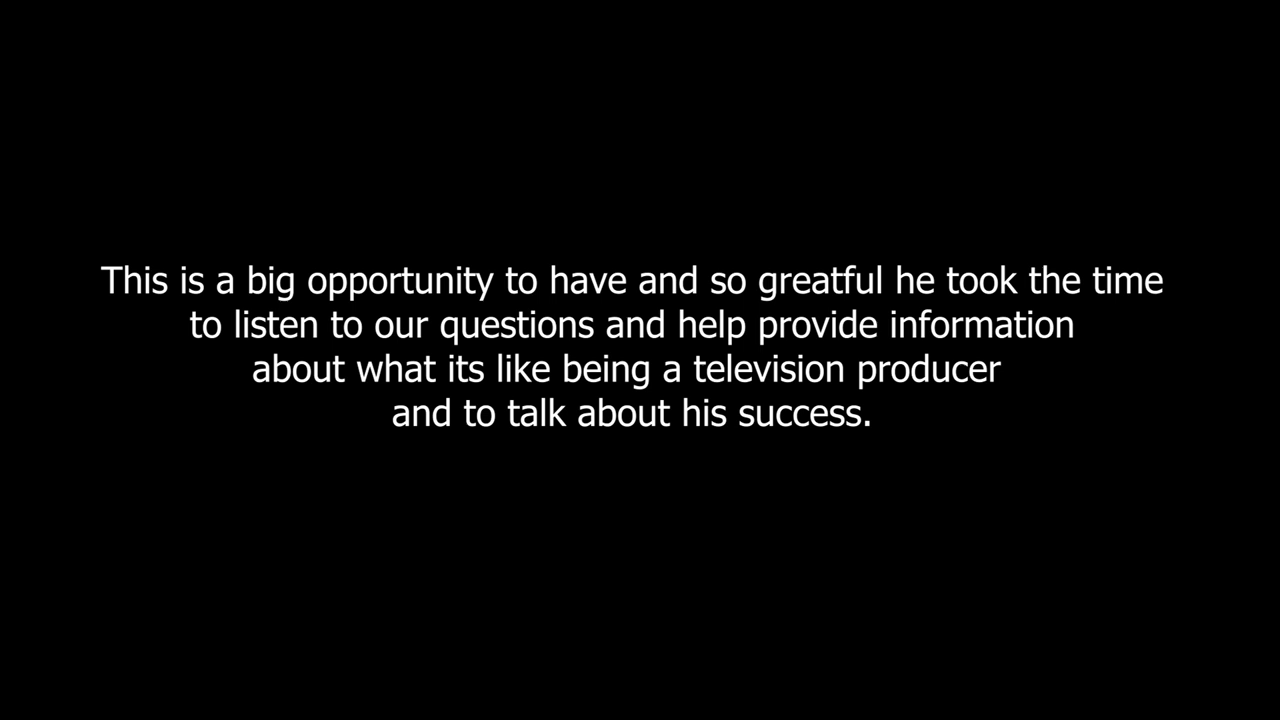 This is a big opportunity to have and so greatful he took the time
to listen to our questions and help provide information
about what its like being a television producer
and to talk about his success.